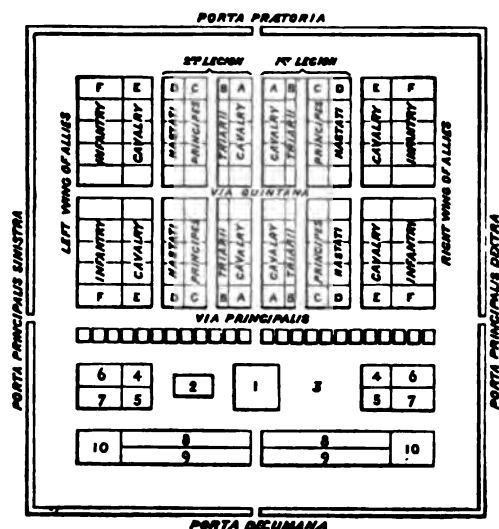 PORTA PRÆTORIA
2ND LEGION 1ST LEGION
F E D C B A A B C D E F
LEFT WING OF ALLIES
INFANTRY CAVALRY HASTATI PRINCIPES TRIARII CAVALRY CAVALRY TRIARII PRINCIPES HASTATI CAVALRY INFANTRY
RIGHT WING OF ALLIES
VIA QUINTANA
INFANTRY CAVALRY HASTATI PRINCIPES TRIARII CAVALRY CAVALRY TRIARII PRINCIPES HASTATI CAVALRY INFANTRY
F E D C B A A B C D E F
PORTA PRINCIPALIS SINISTRA
PORTA PRINCIPALIS DEXTRA
VIA PRINCIPALIS
6 4 2 1 3 4 6
7 5 5 7
10 8 8 10
9 9
PORTA DECUMANA